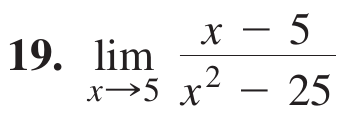 19. lim x→5 (x − 5)/(x² − 25)